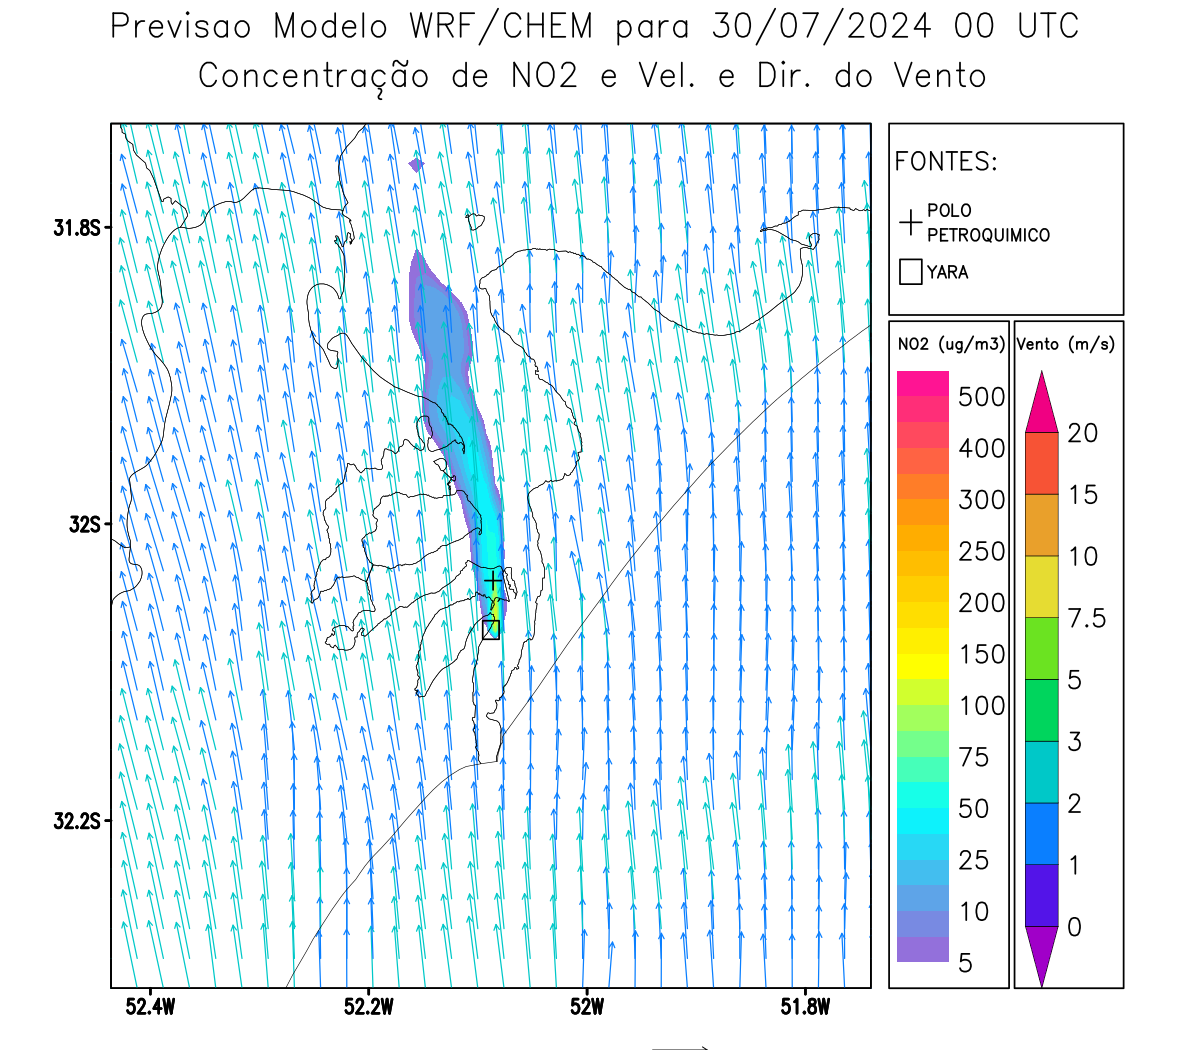 Previsao Modelo WRF/CHEM para 30/07/2024 00 UTC
Concentração de NO2 e Vel. e Dir. do Vento
FONTES:
POLO
PETROQUIMICO
YARA
NO2 (ug/m3)
500
400
300
250
200
150
100
75
50
25
10
5
Vento (m/s)
20
15
10
7.5
5
3
2
1
0
31.8S
32S
32.2S
52.4W
52.2W
52W
51.8W